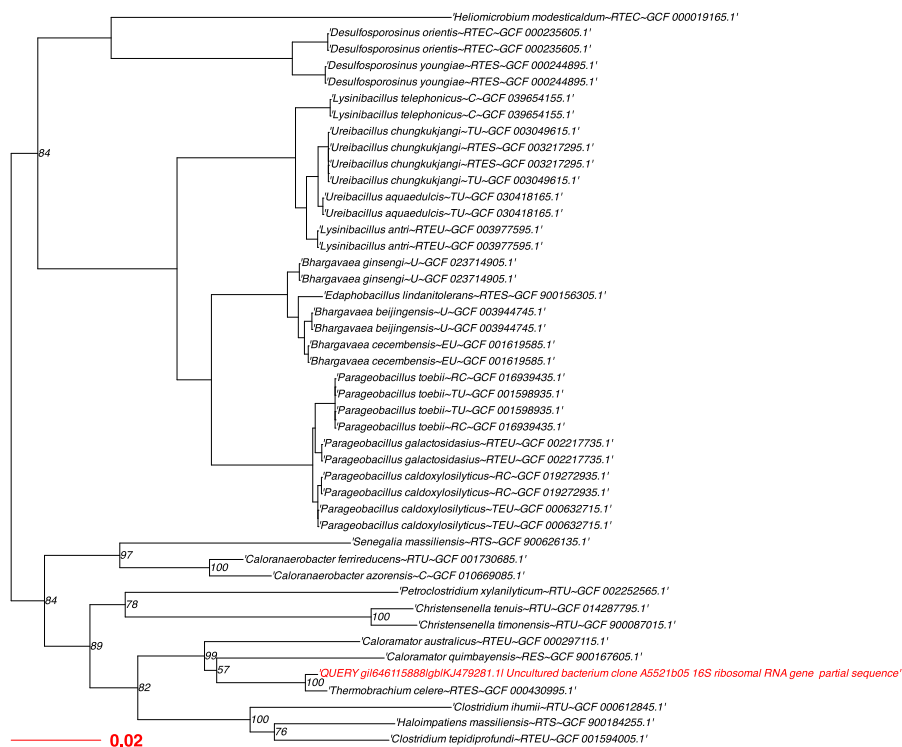 'Heliomicrobium modesticaldum~RTEC~GCF 000019165.1'
'Desulfosporosinus orientis~RTEC~GCF 000235605.1'
'Desulfosporosinus orientis~RTEC~GCF 000235605.1'
'Desulfosporosinus youngiae~RTES~GCF 000244895.1'
'Desulfosporosinus youngiae~RTES~GCF 000244895.1'
'Lysinibacillus telephonicus~C~GCF 039654155.1'
'Lysinibacillus telephonicus~C~GCF 039654155.1'
'Ureibacillus chungkukjangi~TU~GCF 003049615.1'
'Ureibacillus chungkukjangi~RTES~GCF 003217295.1'
84
'Ureibacillus chungkukjangi~RTES~GCF 003217295.1'
'Ureibacillus chungkukjangi~TU~GCF 003049615.1'
'Ureibacillus aquaedulcis~TU~GCF 030418165.1'
'Ureibacillus aquaedulcis~TU~GCF 030418165.1'
'Lysinibacillus antri~RTEU~GCF 003977595.1'
'Lysinibacillus antri~RTEU~GCF 003977595.1'
'Bhargavaea ginsengi~U~GCF 023714905.1'
'Bhargavaea ginsengi~U~GCF 023714905.1'
'Edaphobacillus lindanitolerans~RTES~GCF 900156305.1'
'Bhargavaea beijingensis~U~GCF 003944745.1'
'Bhargavaea beijingensis~U~GCF 003944745.1'
'Bhargavaea cecembensis~EU~GCF 001619585.1'
'Bhargavaea cecembensis~EU~GCF 001619585.1'
'Parageobacillus toebii~RC~GCF 016939435.1'
'Parageobacillus toebii~TU~GCF 001598935.1'
'Parageobacillus toebii~TU~GCF 001598935.1'
'Parageobacillus toebii~RC~GCF 016939435.1'
'Parageobacillus galactosidasius~RTEU~GCF 002217735.1'
'Parageobacillus galactosidasius~RTEU~GCF 002217735.1'
'Parageobacillus caldoxylosilyticus~RC~GCF 019272935.1'
'Parageobacillus caldoxylosilyticus~RC~GCF 019272935.1'
'Parageobacillus caldoxylosilyticus~TEU~GCF 000632715.1'
'Parageobacillus caldoxylosilyticus~TEU~GCF 000632715.1'
'Senegalia massiliensis~RTS~GCF 900626135.1'
97
'Caloranaerobacter ferrireducens~RTU~GCF 001730685.1'
100
'Caloranaerobacter azorensis~C~GCF 010669085.1'
'Petroclostridium xylanilyticum~RTU~GCF 002252565.1'
84
78
'Christensenella tenuis~RTU~GCF 014287795.1'
100
'Christensenella timonensis~RTU~GCF 900087015.1'
'Caloramator australicus~RTEU~GCF 000297115.1'
89
99
'Caloramator quimbayensis~RES~GCF 900167605.1'
57
'QUERY gi|646115888|gb|KJ479281.1| Uncultured bacterium clone A5521b05 16S ribosomal RNA gene  partial sequence'
100
82
'Thermobrachium celere~RTES~GCF 000430995.1'
'Clostridium ihumii~RTU~GCF 000612845.1'
100
'Haloimpatiens massiliensis~RTS~GCF 900184255.1'
76
'Clostridium tepidiprofundi~RTEU~GCF 001594005.1'
0.02